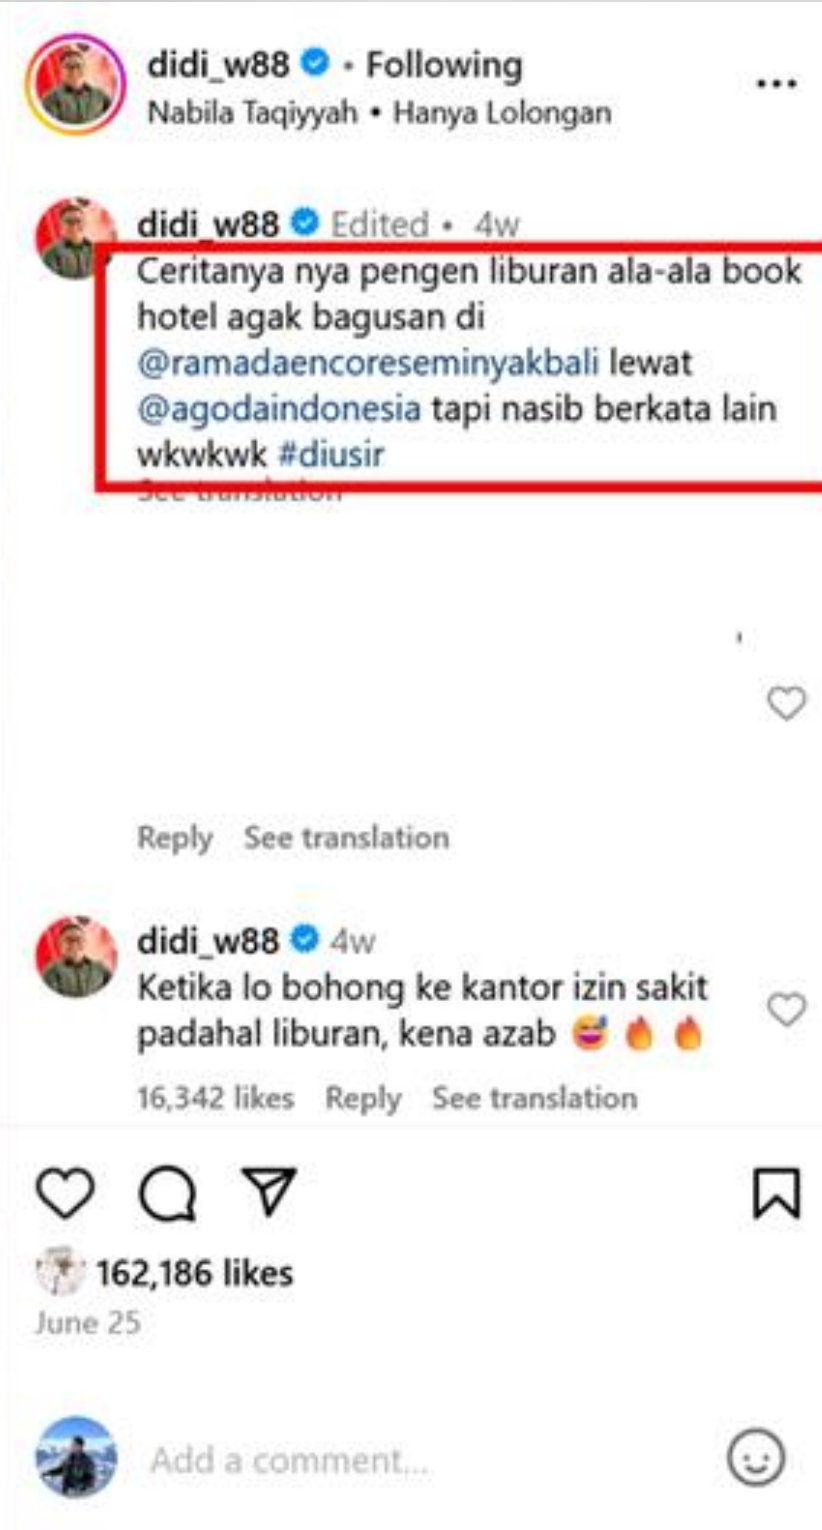 didi_w88 • Following
Nabila Taqiyyah • Hanya Lolongan
didi_w88 Edited • 4w
Ceritanya nya pengen liburan ala-ala book
hotel agak bagusan di
@ramadaencoreseminyakbali lewat
@agodaindonesia tapi nasib berkata lain
wkwkwk #diusir
See translation
Reply See translation
didi_w88 4w
Ketika lo bohong ke kantor izin sakit
padahal liburan, kena azab 😅 🔥 🔥
16,342 likes Reply See translation
162,186 likes
June 25
Add a comment...